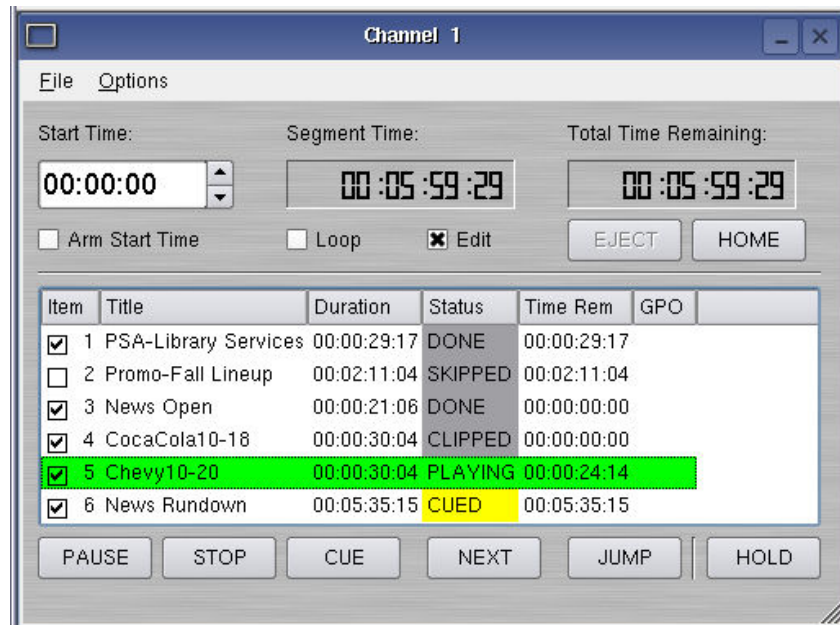 Channel 1
File Options
Start Time: Segment Time: Total Time Remaining:
00:00:00 00:05:59:29 00:05:59:29
Arm Start Time Loop Edit EJECT HOME
Item Title Duration Status Time Rem GPO
1 PSA-Library Services 00:00:29:17 DONE 00:00:29:17
2 Promo-Fall Lineup 00:02:11:04 SKIPPED 00:02:11:04
3 News Open 00:00:21:06 DONE 00:00:00:00
4 CocaCola10-18 00:00:30:04 CLIPPED 00:00:00:00
5 Chevy10-20 00:00:30:04 PLAYING 00:00:24:14
6 News Rundown 00:05:35:15 CUED 00:05:35:15
PAUSE STOP CUE NEXT JUMP HOLD